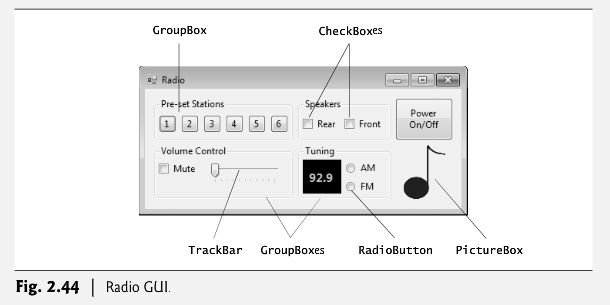 GroupBox CheckBoxes
Radio
Pre-set Stations Speakers
1 2 3 4 5 6 Rear Front Power On/Off
Volume Control Tuning
Mute 92.9 AM
FM
TrackBar GroupBoxes RadioButton PictureBox
Fig. 2.44 | Radio GUI.